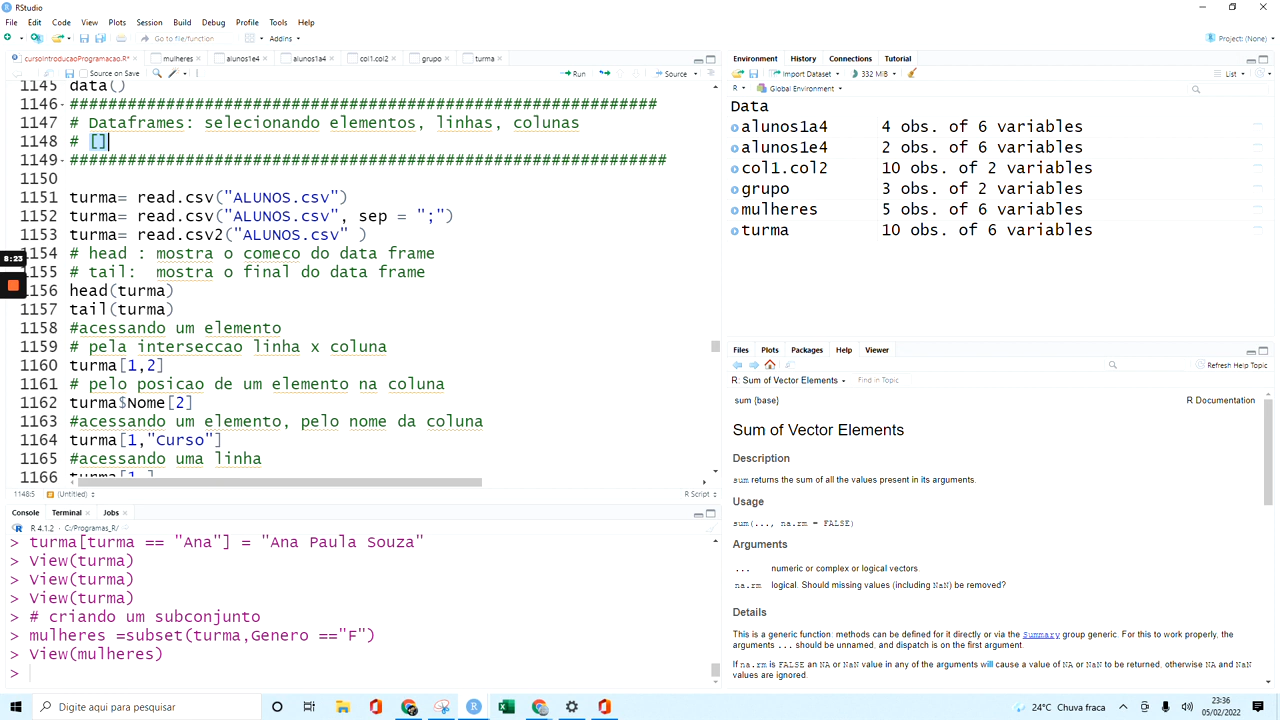 RStudio
File Edit Code View Plots Session Build Debug Profile Tools Help
Go to file/function Addins Project: (None)
cursoIntroducaoProgramacao.R* mulheres alunos1e4 alunos1a4 col1.col2 grupo turma
Source on Save Run Source
1145 data()
1146 #############################################################
1147 # Dataframes: selecionando elementos, linhas, colunas
1148 # []
1149 ##############################################################
1150
1151 turma= read.csv("ALUNOS.csv")
1152 turma= read.csv("ALUNOS.csv", sep = ";")
1153 turma= read.csv2("ALUNOS.csv" )
1154 # head : mostra o comeco do data frame
1155 # tail: mostra o final do data frame
1156 head(turma)
1157 tail(turma)
1158 #acessando um elemento
1159 # pela interseccao linha x coluna
1160 turma[1,2]
1161 # pelo posicao de um elemento na coluna
1162 turma$Nome[2]
1163 #acessando um elemento, pelo nome da coluna
1164 turma[1,"Curso"]
1165 #acessando uma linha
1166 turma[1,]
8:23
1148:5 (Untitled) R Script
Console Terminal Jobs
R 4.1.2 · C:/Programas_R/
> turma[turma == "Ana"] = "Ana Paula Souza"
> View(turma)
> View(turma)
> View(turma)
> # criando um subconjunto
> mulheres =subset(turma,Genero =="F")
> View(mulheres)
>
Environment History Connections Tutorial
Import Dataset 332 MiB List
R Global Environment
Data
alunos1a4 4 obs. of 6 variables
alunos1e4 2 obs. of 6 variables
col1.col2 10 obs. of 2 variables
grupo 3 obs. of 2 variables
mulheres 5 obs. of 6 variables
turma 10 obs. of 6 variables
Files Plots Packages Help Viewer
Refresh Help Topic
R: Sum of Vector Elements Find in Topic
sum {base} R Documentation
Sum of Vector Elements
Description
sum returns the sum of all the values present in its arguments.
Usage
sum(..., na.rm = FALSE)
Arguments
... numeric or complex or logical vectors.
na.rm logical. Should missing values (including NaN) be removed?
Details
This is a generic function: methods can be defined for it directly or via the Summary group generic. For this to work properly, the
arguments ... should be unnamed, and dispatch is on the first argument.
If na.rm is FALSE an NA or NaN value in any of the arguments will cause a value of NA or NaN to be returned, otherwise NA and NaN
values are ignored.
Digite aqui para pesquisar
24°C Chuva fraca
23:36
05/02/2022